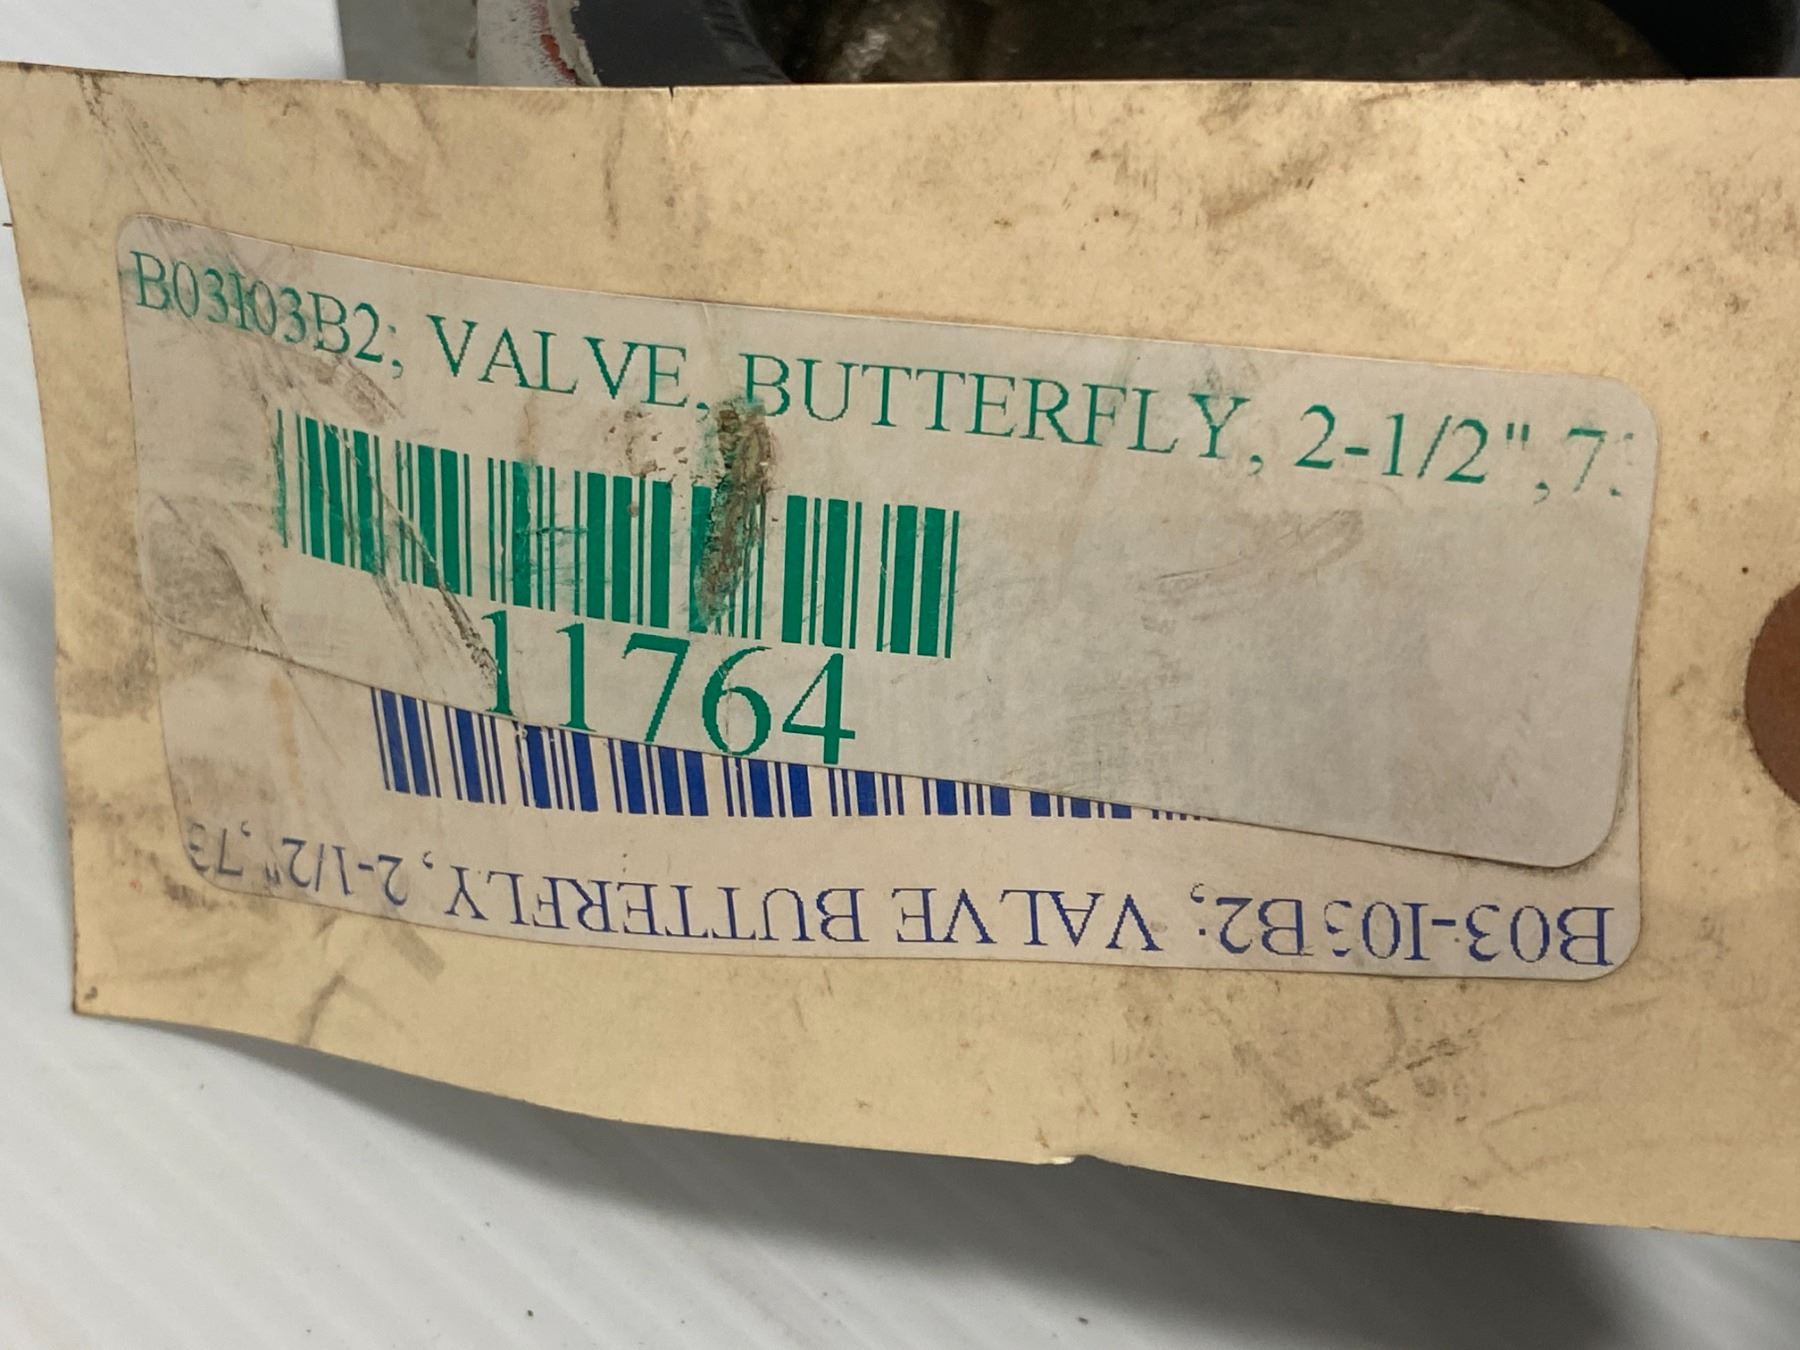 B03I03B2; VALVE, BUTTERFLY, 2-1/2",7
11764
B03-I03B2; VALVE BUTTERFLY, 2-1/2",73